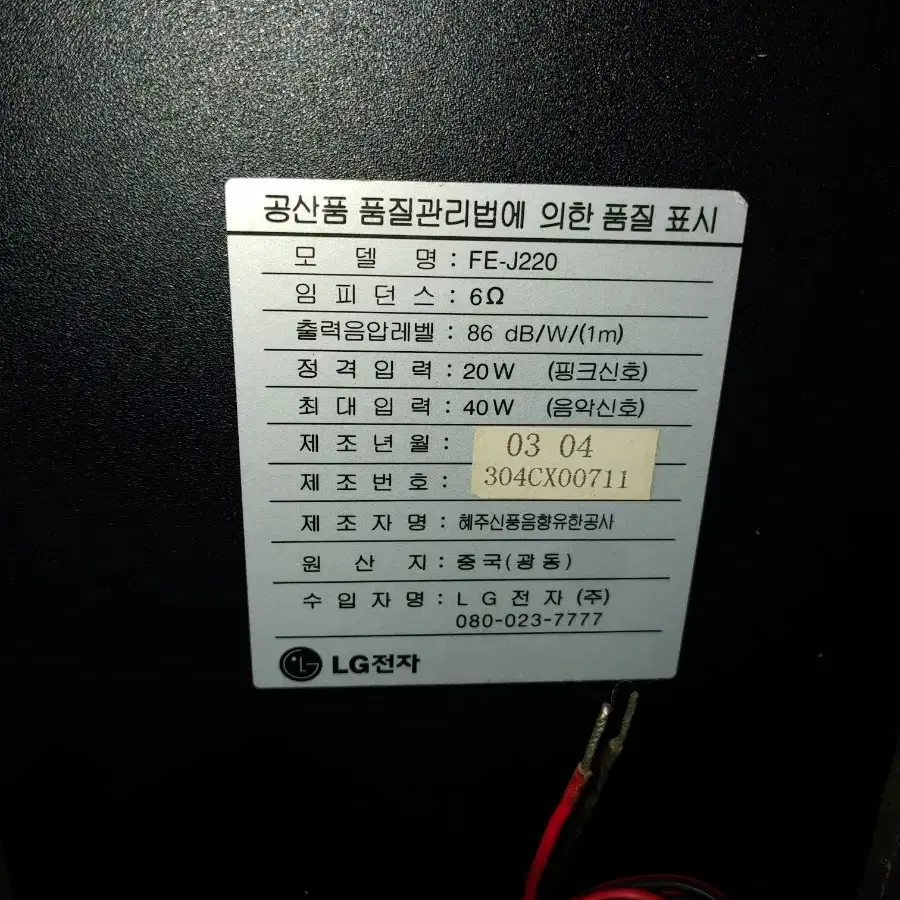 공산품 품질관리법에 의한 품질 표시
모 델 명 : FE-J220
임 피 던 스 : 6Ω
출력음압레벨 : 86 dB/W/(1m)
정 격 입 력 : 20W (핑크신호)
최 대 입 력 : 40W (음악신호)
제 조 년 월 : 03 04
제 조 번 호 : 304CX00711
제 조 자 명 : 혜주신풍음향유한공사
원 산 지 : 중국(광동)
수 입 자 명 : L G 전 자 (주)
080-023-7777
LG전자